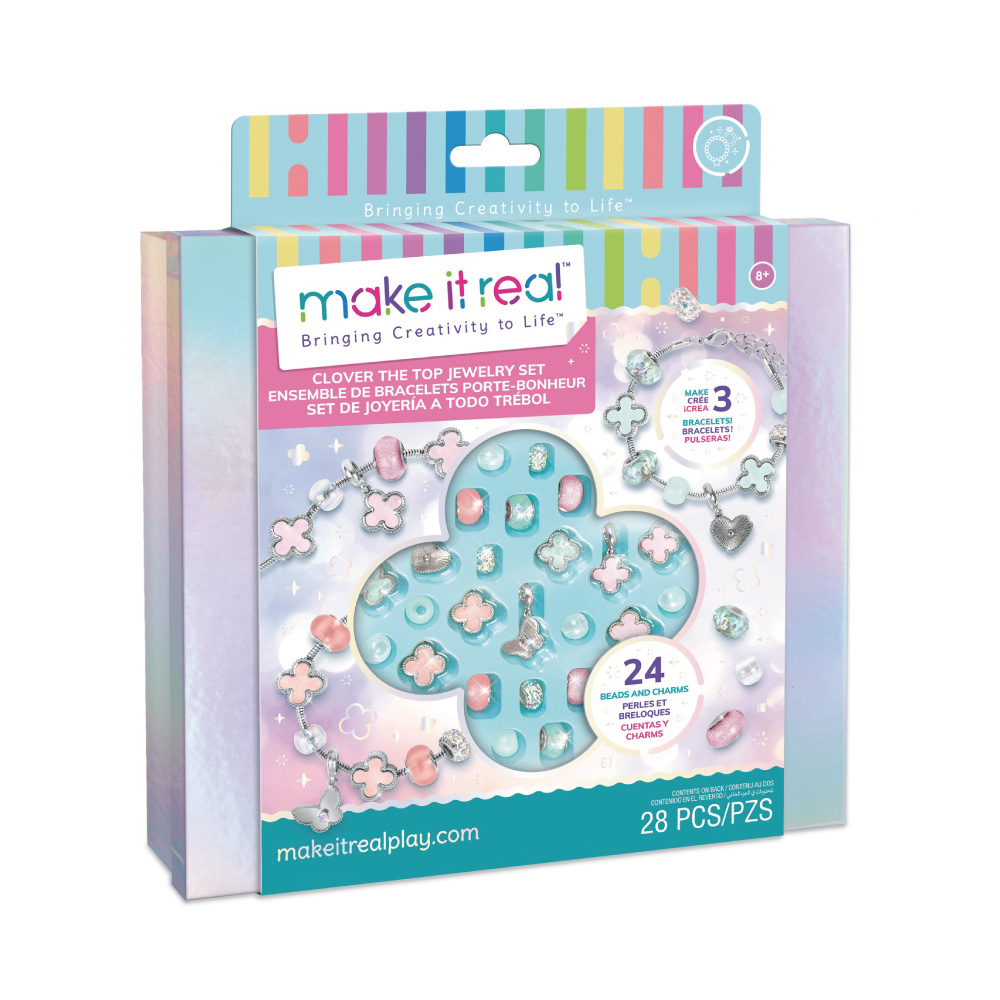 Bringing Creativity to Life™
8+
make it real™
Bringing Creativity to Life™
CLOVER THE TOP JEWELRY SET
ENSEMBLE DE BRACELETS PORTE-BONHEUR
SET DE JOYERÍA A TODO TRÉBOL
MAKE
CRÉE
¡CREA
3
BRACELETS!
BRACELETS!
PULSERAS!
24
BEADS AND CHARMS
PERLES ET
BRELOQUES
CUENTAS Y
CHARMS
CONTENTS ON BACK / CONTENU AU DOS
CONTENIDO EN EL REVERSO /
28 PCS/PZS
makeitrealplay.com